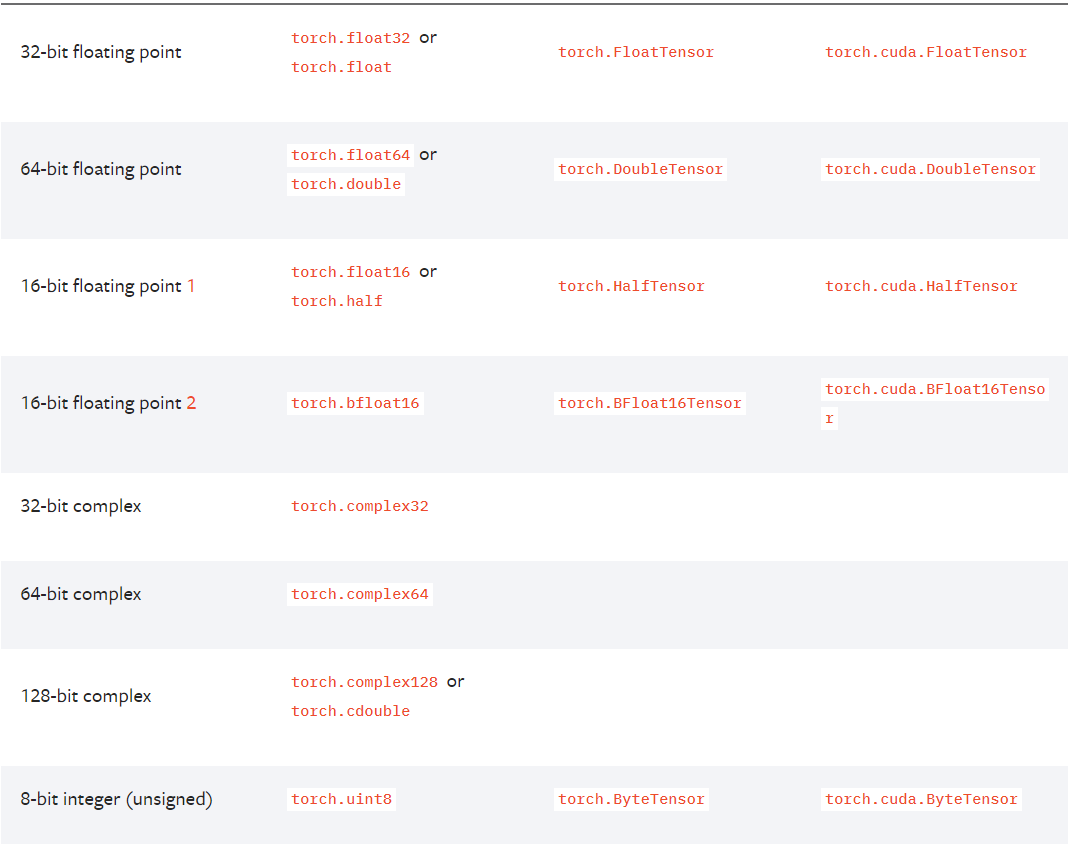 32-bit floating point torch.float32 or torch.FloatTensor torch.cuda.FloatTensor
torch.float
64-bit floating point torch.float64 or torch.DoubleTensor torch.cuda.DoubleTensor
torch.double
16-bit floating point 1 torch.float16 or torch.HalfTensor torch.cuda.HalfTensor
torch.half
16-bit floating point 2 torch.bfloat16 torch.BFloat16Tensor torch.cuda.BFloat16Tenso
r
32-bit complex torch.complex32
64-bit complex torch.complex64
128-bit complex torch.complex128 or
torch.cdouble
8-bit integer (unsigned) torch.uint8 torch.ByteTensor torch.cuda.ByteTensor